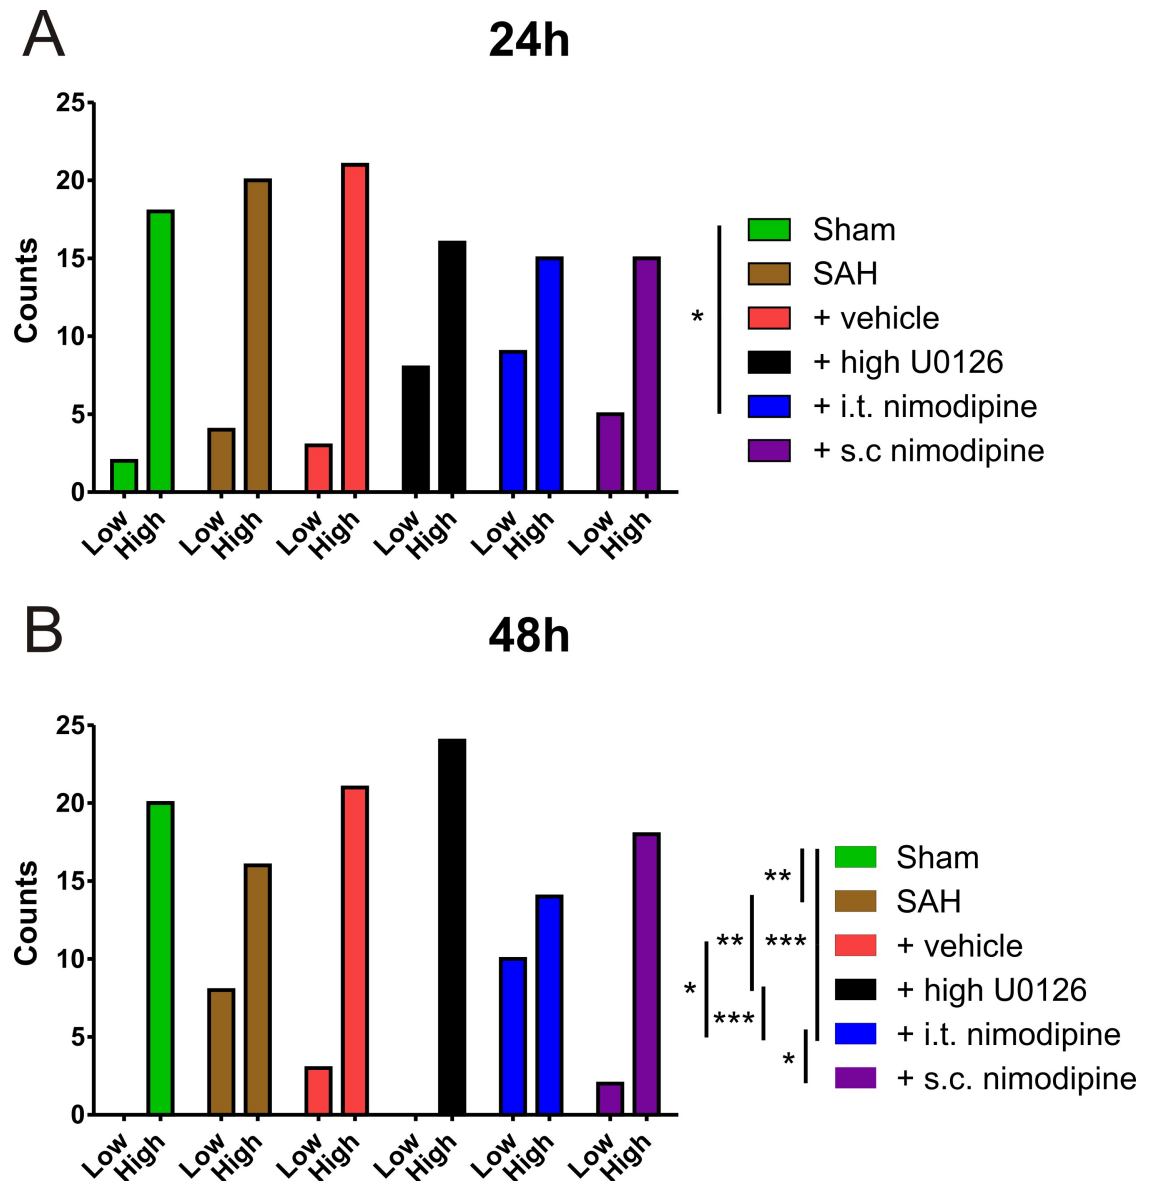 A
24h
25
20
15
10
5
0
Counts
Low High Low High Low High Low High Low High Low High
*
Sham
SAH
+ vehicle
+ high U0126
+ i.t. nimodipine
+ s.c nimodipine
B
48h
25
20
15
10
5
0
Counts
Low High Low High Low High Low High Low High Low High
**
** ***
*
***
*
Sham
SAH
+ vehicle
+ high U0126
+ i.t. nimodipine
+ s.c. nimodipine